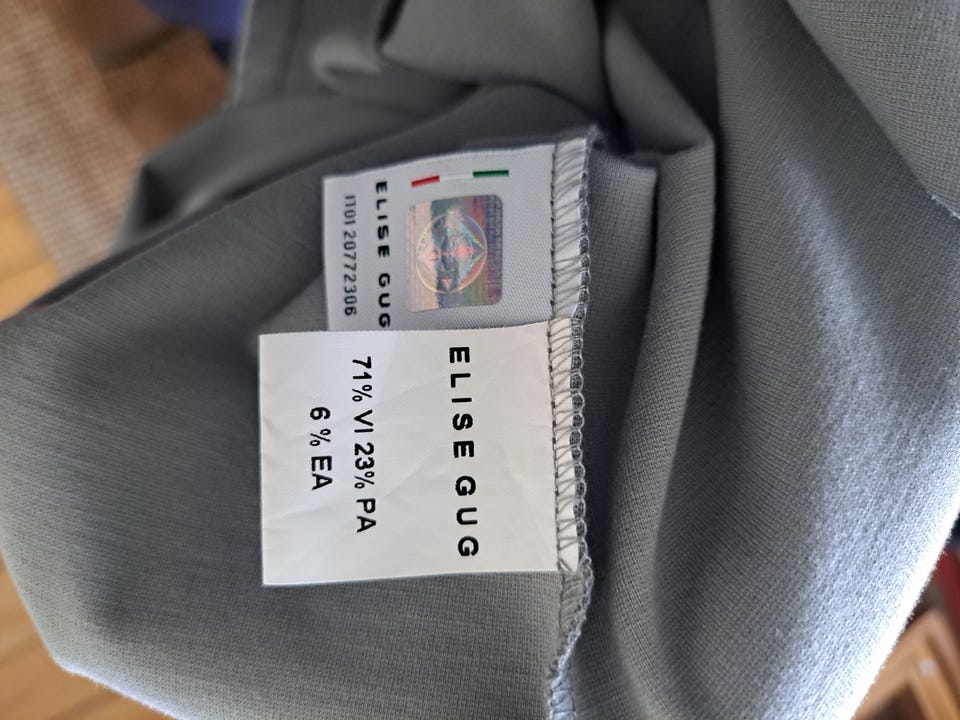 ELISE GUG
IT01 20772306
ELISE GUG
71% VI 23% PA
6% EA